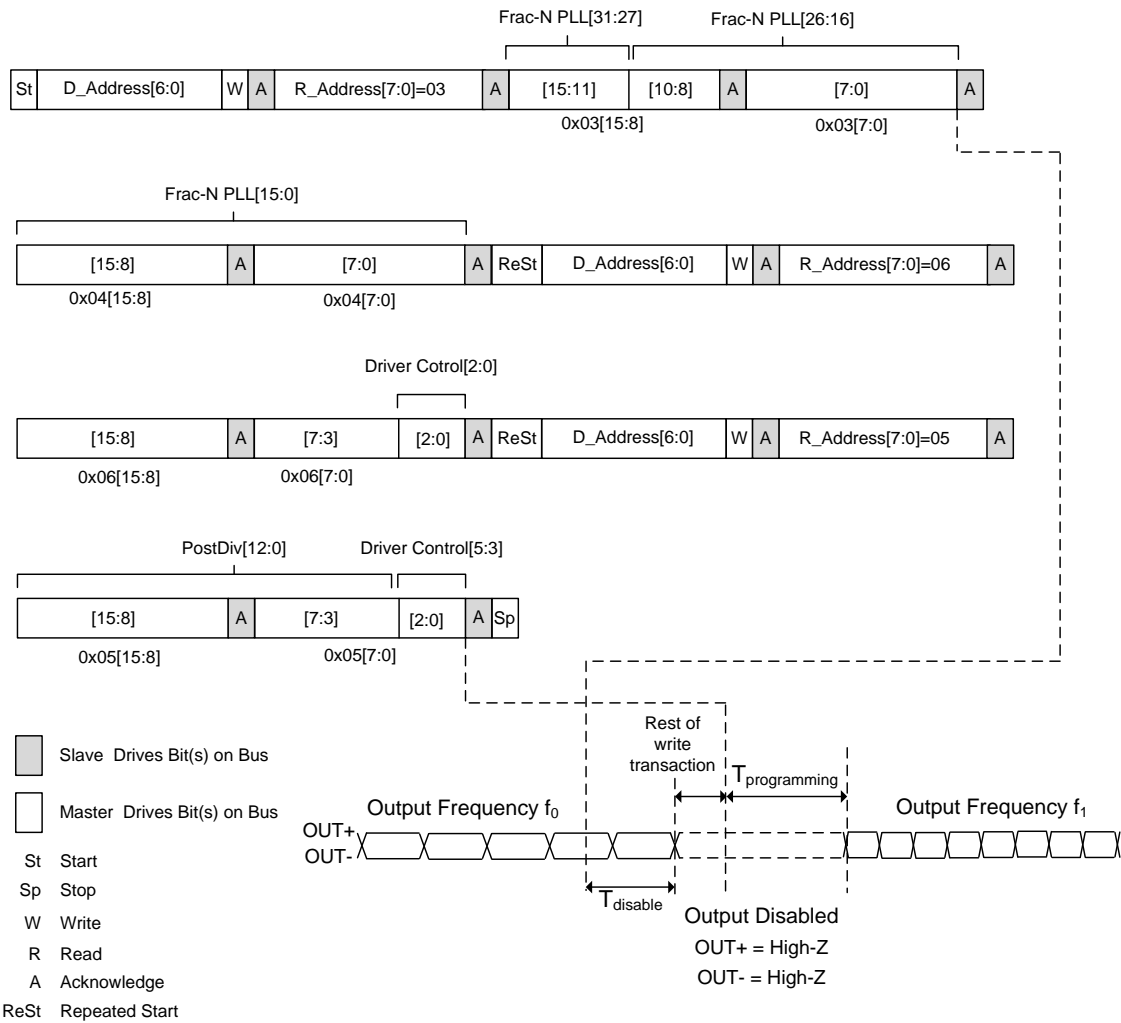 Frac-N PLL[31:27] Frac-N PLL[26:16]
St D_Address[6:0] W A R_Address[7:0]=03 A [15:11] [10:8] A [7:0] A
0x03[15:8] 0x03[7:0]
Frac-N PLL[15:0]
[15:8] A [7:0] A ReSt D_Address[6:0] W A R_Address[7:0]=06 A
0x04[15:8] 0x04[7:0]
Driver Cotrol[2:0]
[15:8] A [7:3] [2:0] A ReSt D_Address[6:0] W A R_Address[7:0]=05 A
0x06[15:8] 0x06[7:0]
PostDiv[12:0] Driver Control[5:3]
[15:8] A [7:3] [2:0] A Sp
0x05[15:8] 0x05[7:0]
Slave Drives Bit(s) on Bus
Master Drives Bit(s) on Bus
St Start
Sp Stop
W Write
R Read
A Acknowledge
ReSt Repeated Start
Rest of
write
transaction
Tprogramming
Output Frequency f0 Output Frequency f1
OUT+
OUT-
Tdisable
Output Disabled
OUT+ = High-Z
OUT- = High-Z